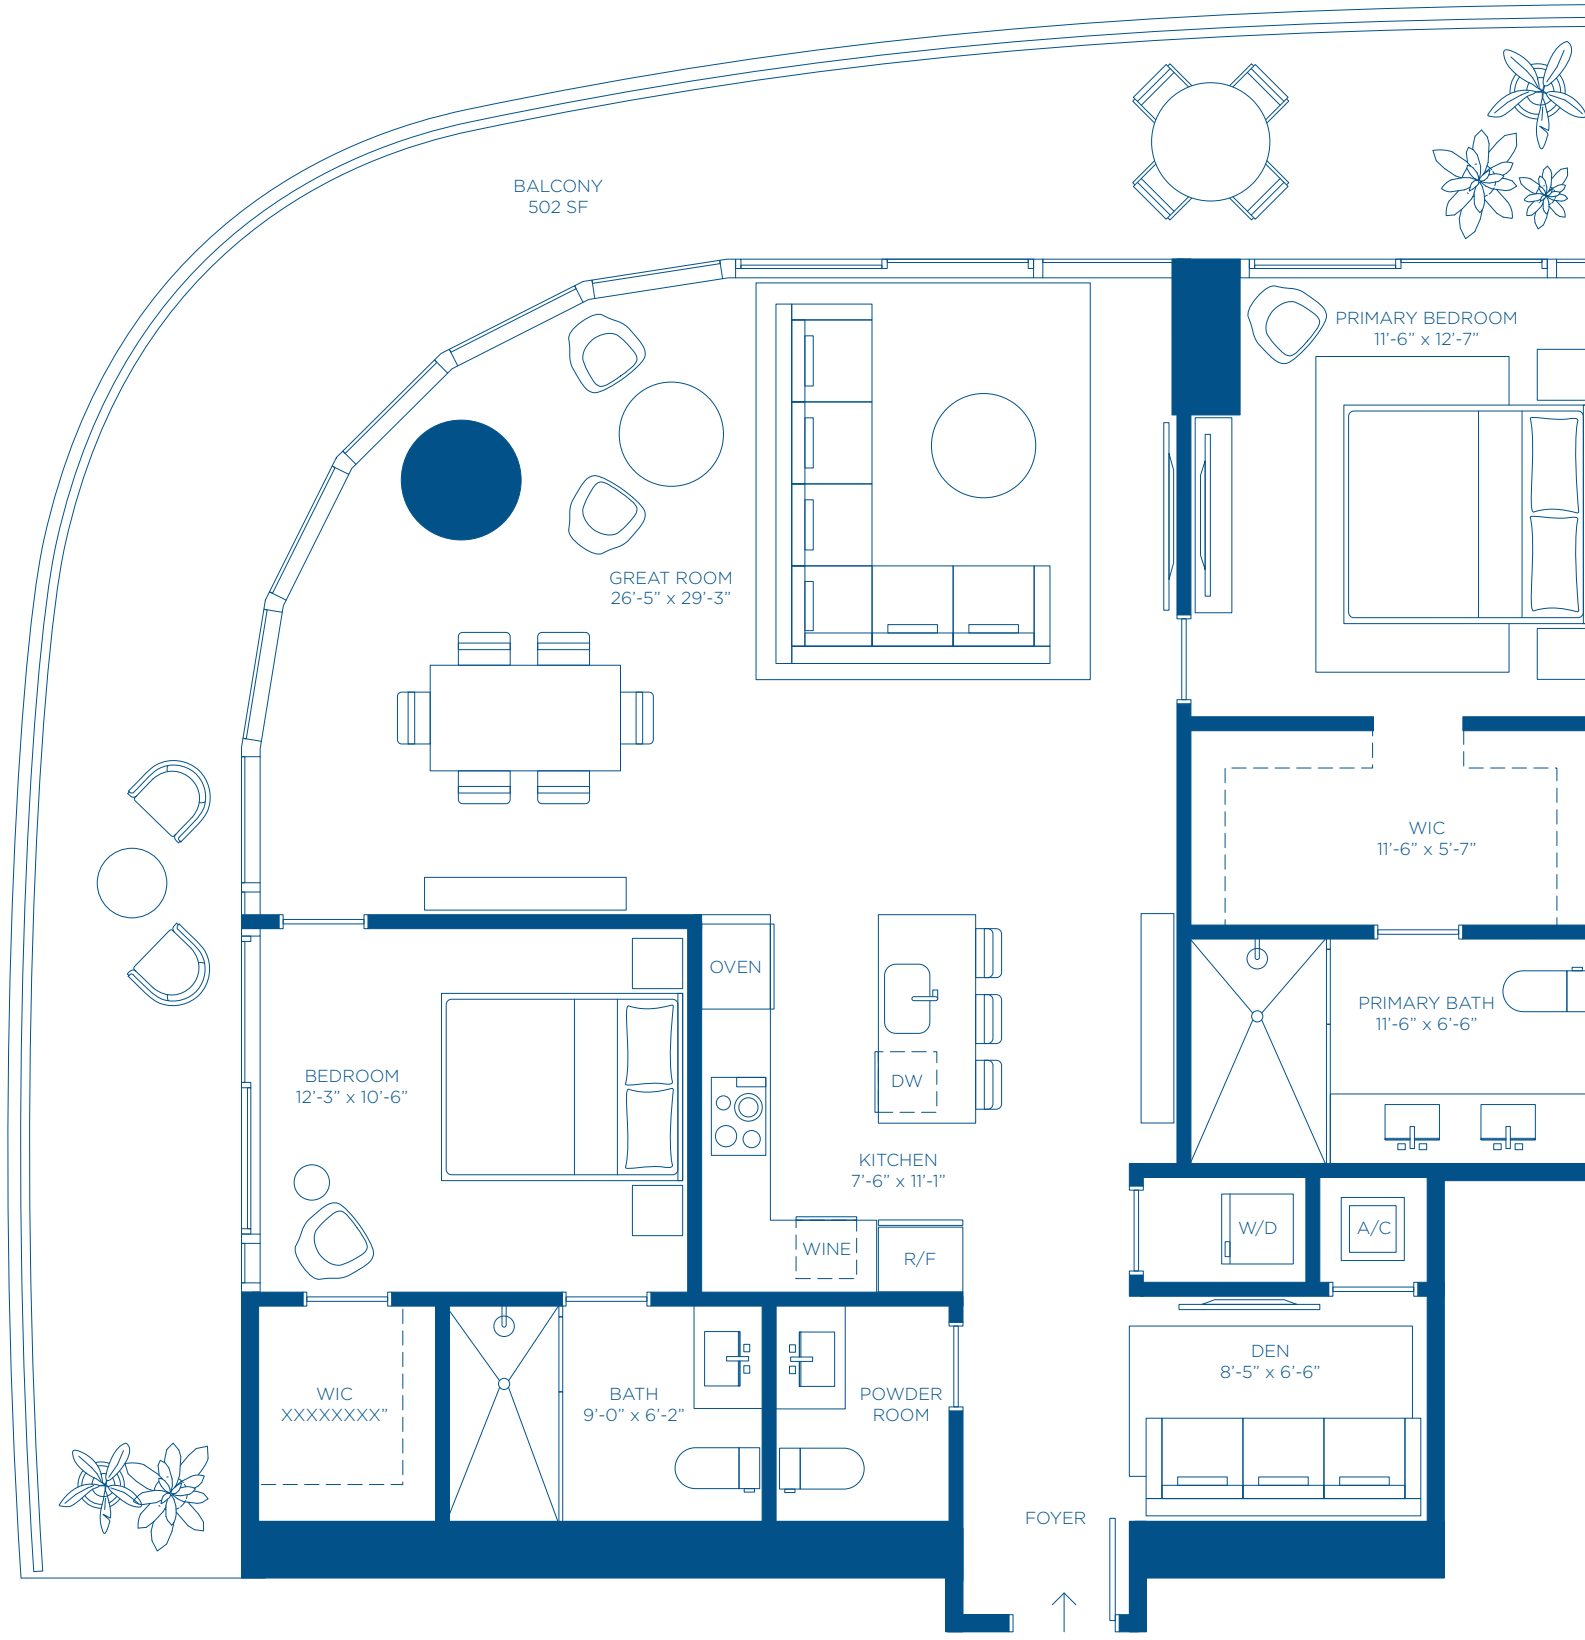 BALCONY
502 SF
PRIMARY BEDROOM
11’-6” x 12’-7”
GREAT ROOM
26’-5” x 29’-3”
WIC
11’-6” x 5’-7”
OVEN
PRIMARY BATH
11’-6” x 6’-6”
BEDROOM
12’-3” x 10’-6”
DW
KITCHEN
7’-6” x 11’-1”
WINE
R/F
W/D
A/C
DEN
8’-5” x 6’-6”
WIC
XXXXXXXX”
BATH
9’-0” x 6’-2”
POWDER
ROOM
FOYER